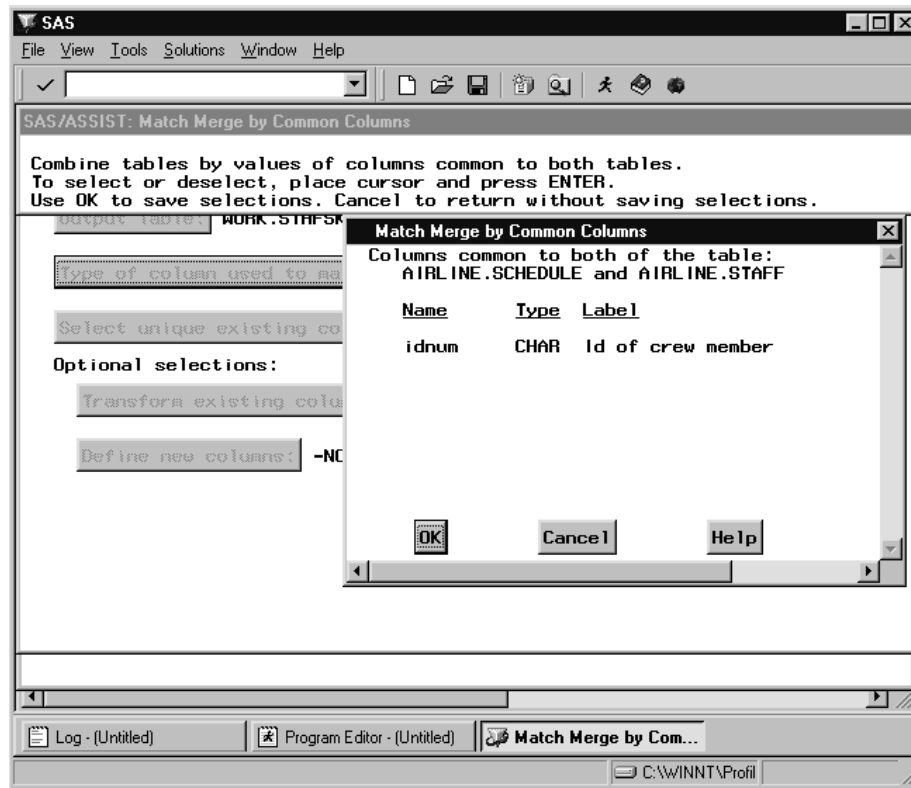 SAS
File View Tools Solutions Window Help
SAS/ASSIST: Match Merge by Common Columns
Combine tables by values of columns common to both tables.
To select or deselect, place cursor and press ENTER.
Use OK to save selections. Cancel to return without saving selections.
Output table: WORK.STAFSK
Type of column used to ma
Select unique existing co
Optional selections:
Transform existing colu
Define new columns: -NO
Match Merge by Common Columns
Columns common to both of the table:
AIRLINE.SCHEDULE and AIRLINE.STAFF
Name Type Label
idnum CHAR Id of crew member
OK Cancel Help
Log - (Untitled) Program Editor - (Untitled) Match Merge by Com...
C:\WINNT\Profil